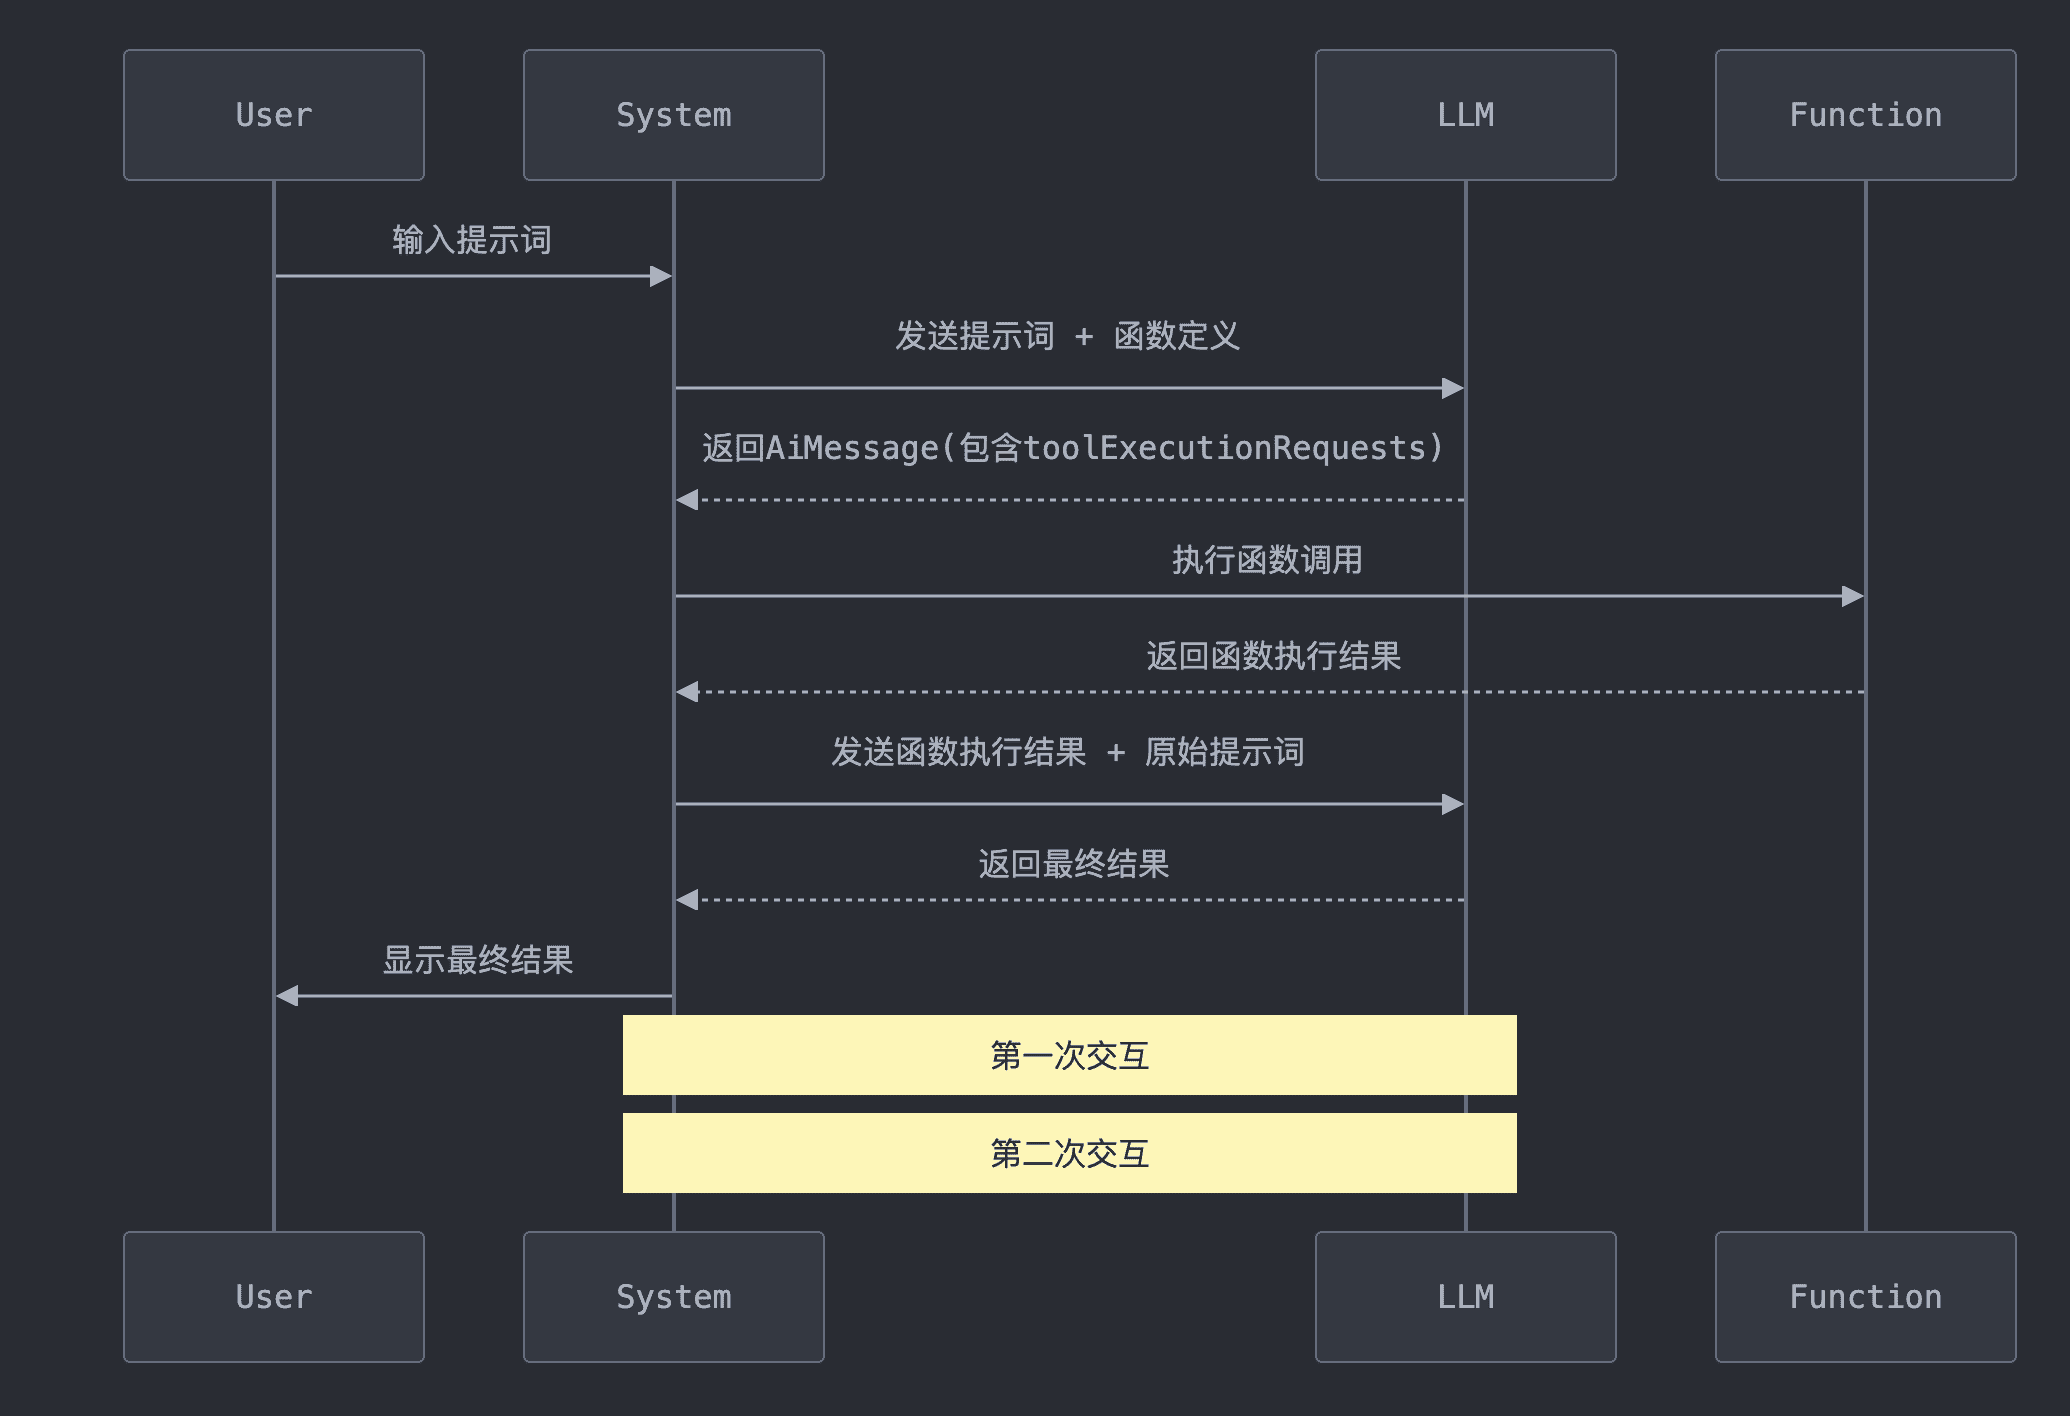 User
System
LLM
Function
输入提示词
发送提示词 + 函数定义
返回AiMessage(包含toolExecutionRequests)
执行函数调用
返回函数执行结果
发送函数执行结果 + 原始提示词
返回最终结果
显示最终结果
第一次交互
第二次交互
User
System
LLM
Function